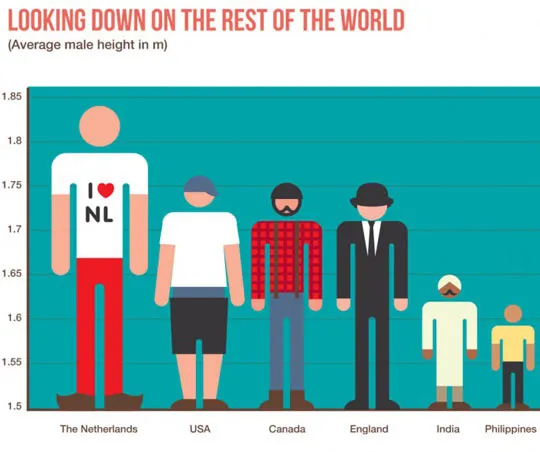 LOOKING DOWN ON THE REST OF THE WORLD
(Average male height in m)
1.85
1.8
1.75
1.7
1.65
1.6
1.55
1.5
I ❤
NL
The Netherlands USA Canada England India Philippines